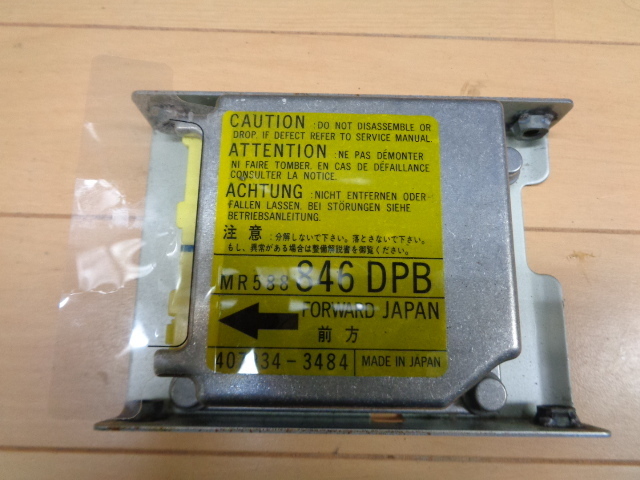 CAUTION : DO NOT DISASSEMBLE OR
DROP. IF DEFECT REFER TO SERVICE MANUAL.
ATTENTION : NE PAS DÉMONTER
NI FAIRE TOMBER. EN CAS DE DÉFAILLANCE
CONSULTER LA NOTICE.
ACHTUNG : NICHT ENTFERNEN ODER
FALLEN LASSEN. BEI STÖRUNGEN SIEHE
BETRIEBSANLEITUNG.
注 意 : 分解しないで下さい。落とさないで下さい。
もし、異常がある場合は整備解説書を御覧ください。
MR588 846 DPB
FORWARD JAPAN
前方
-3484 MADE IN JAPAN